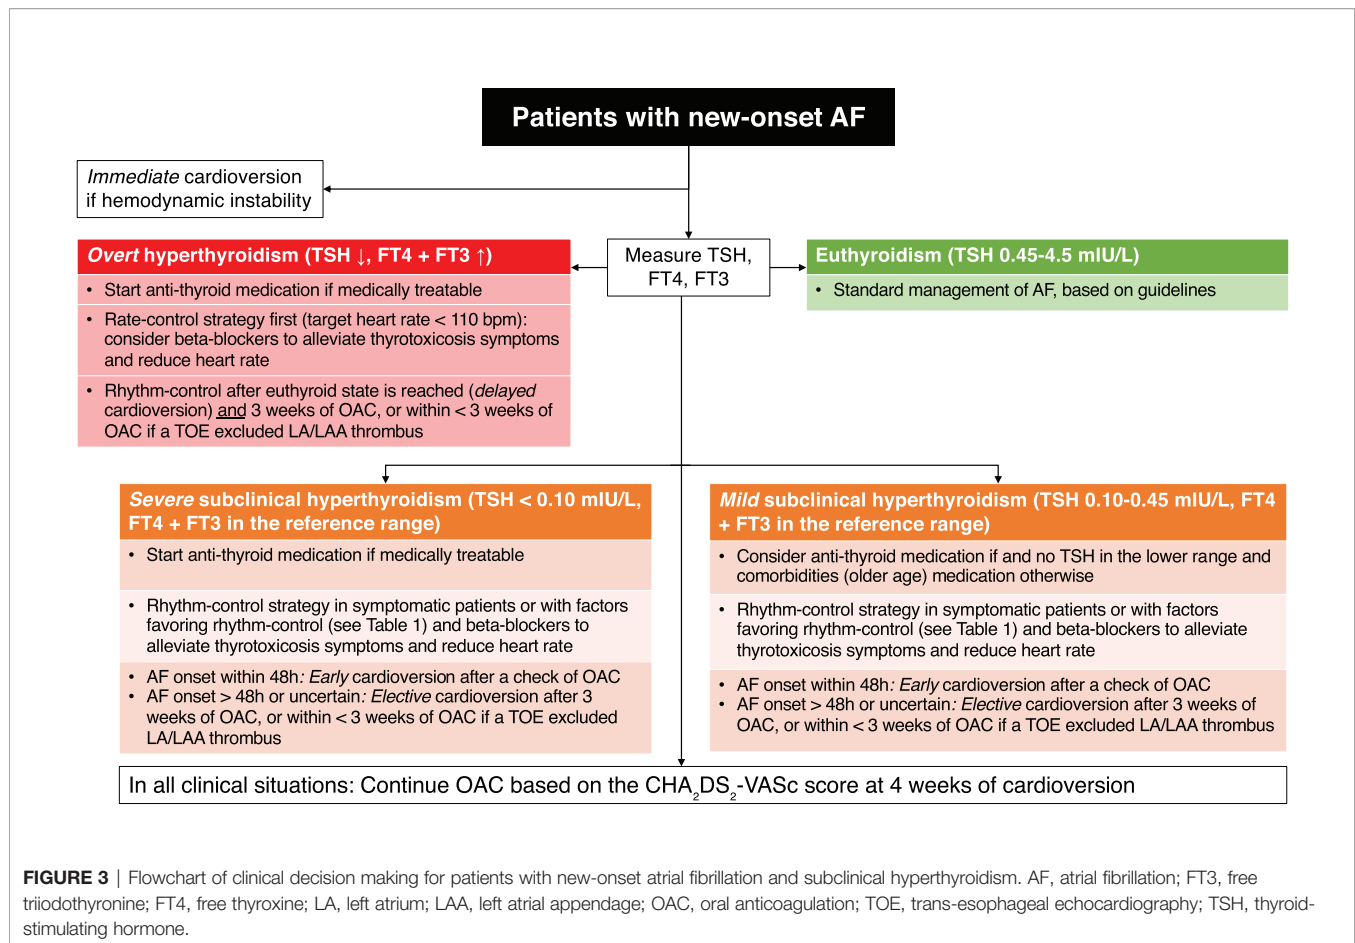 Patients with new-onset AF
Immediate cardioversion
if hemodynamic instability
Overt hyperthyroidism (TSH ↓, FT4 + FT3 ↑)
• Start anti-thyroid medication if medically treatable
• Rate-control strategy first (target heart rate < 110 bpm):
consider beta-blockers to alleviate thyrotoxicosis symptoms
and reduce heart rate
• Rhythm-control after euthyroid state is reached (delayed
cardioversion) and 3 weeks of OAC, or within < 3 weeks of
OAC if a TOE excluded LA/LAA thrombus
Measure TSH,
FT4, FT3
Euthyroidism (TSH 0.45-4.5 mIU/L)
• Standard management of AF, based on guidelines
Severe subclinical hyperthyroidism (TSH < 0.10 mIU/L,
FT4 + FT3 in the reference range)
• Start anti-thyroid medication if medically treatable
• Rhythm-control strategy in symptomatic patients or with factors
favoring rhythm-control (see Table 1) and beta-blockers to
alleviate thyrotoxicosis symptoms and reduce heart rate
• AF onset within 48h: Early cardioversion after a check of OAC
• AF onset > 48h or uncertain: Elective cardioversion after 3
weeks of OAC, or within < 3 weeks of OAC if a TOE excluded
LA/LAA thrombus
Mild subclinical hyperthyroidism (TSH 0.10-0.45 mIU/L, FT4
+ FT3 in the reference range)
• Consider anti-thyroid medication if and no TSH in the lower range and
comorbidities (older age) medication otherwise
• Rhythm-control strategy in symptomatic patients or with factors
favoring rhythm-control (see Table 1) and beta-blockers to alleviate
thyrotoxicosis symptoms and reduce heart rate
• AF onset within 48h: Early cardioversion after a check of OAC
• AF onset > 48h or uncertain: Elective cardioversion after 3 weeks of
OAC, or within < 3 weeks of OAC if a TOE excluded LA/LAA thrombus
In all clinical situations: Continue OAC based on the CHA₂DS₂-VASc score at 4 weeks of cardioversion
FIGURE 3 | Flowchart of clinical decision making for patients with new-onset atrial fibrillation and subclinical hyperthyroidism. AF, atrial fibrillation; FT3, free
triiodothyronine; FT4, free thyroxine; LA, left atrium; LAA, left atrial appendage; OAC, oral anticoagulation; TOE, trans-esophageal echocardiography; TSH, thyroid-
stimulating hormone.